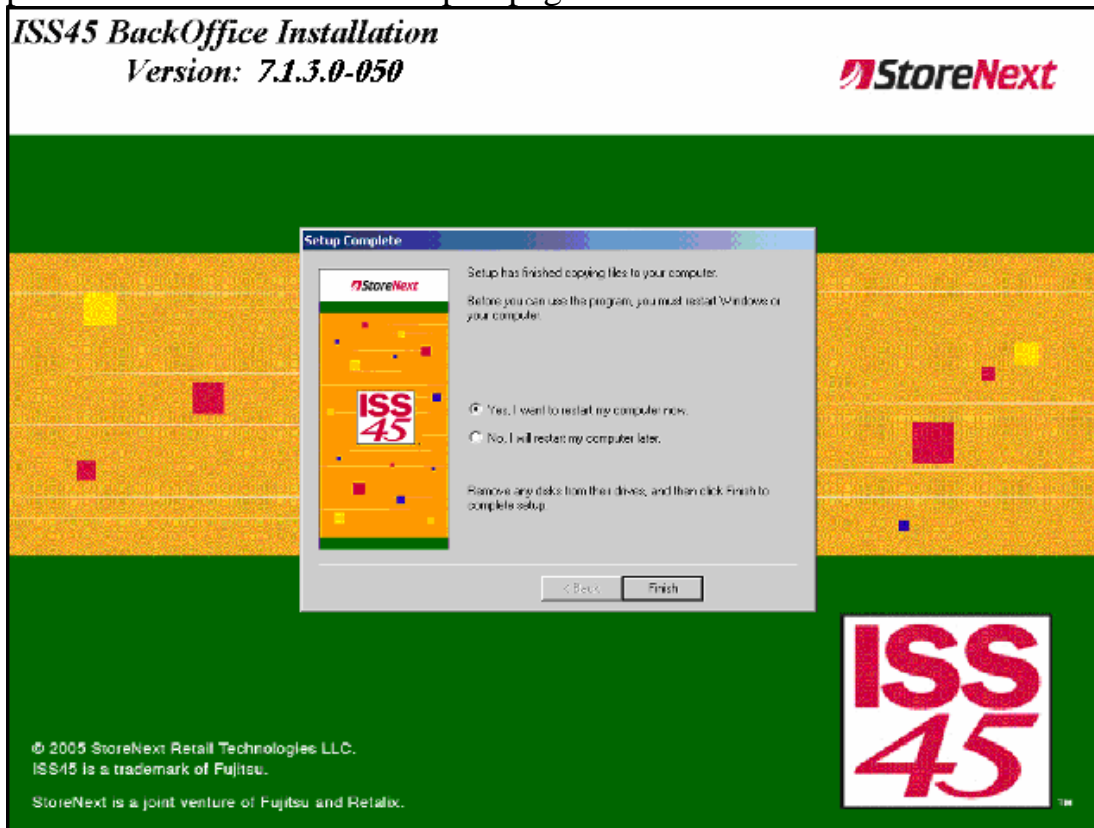 ISS45 BackOffice Installation
Version: 7.1.3.0-050
StoreNext
Setup Complete
StoreNext
Setup has finished copying files to your computer.
Before you can use the program, you must restart Windows or
your computer.
ISS
45
Yes, I want to restart my computer now.
No, I will restart my computer later.
Remove any disks from their drives, and then click Finish to
complete setup.
< Back
Finish
ISS
45
TM
© 2005 StoreNext Retail Technologies LLC.
ISS45 is a trademark of Fujitsu.
StoreNext is a joint venture of Fujitsu and Retalix.